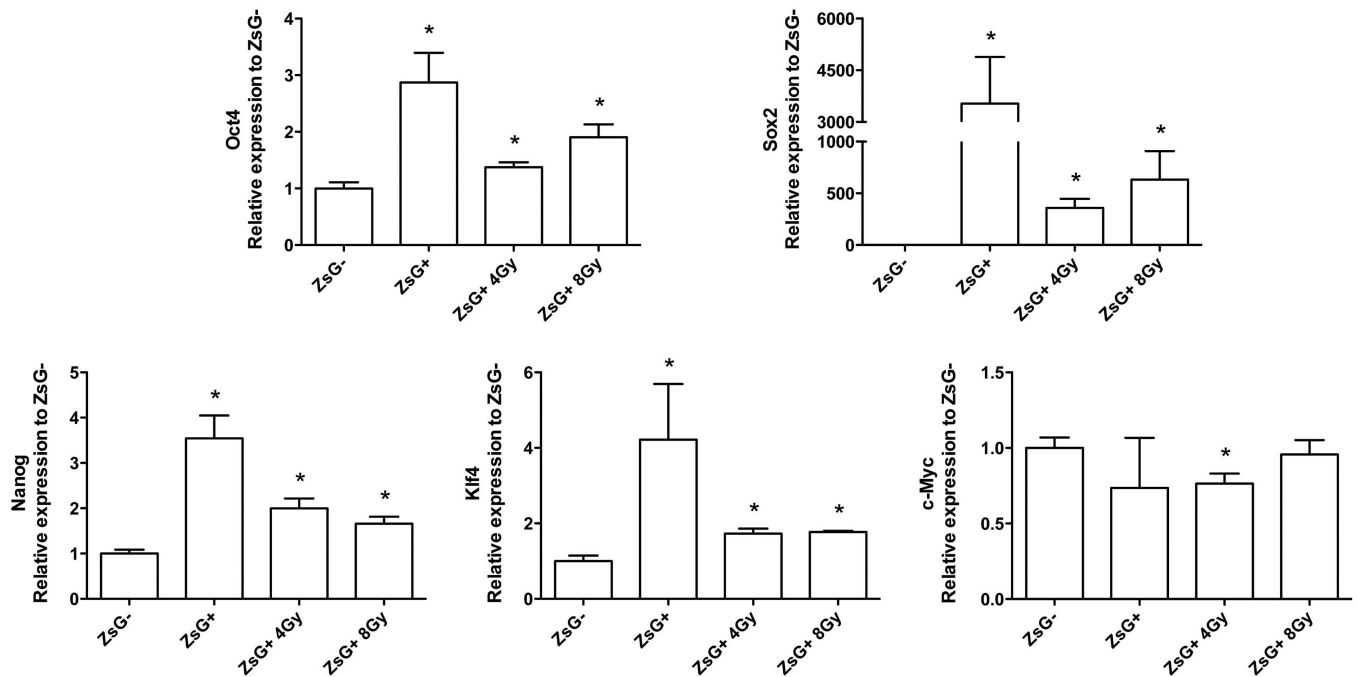 Oct4
Relative expression to ZsG-
4
3
2
1
0
*
*
*
ZsG-
ZsG+
ZsG+ 4Gy
ZsG+ 8Gy
Sox2
Relative expression to ZsG-
6000
4500
3000
1000
500
0
*
*
*
ZsG-
ZsG+
ZsG+ 4Gy
ZsG+ 8Gy
Nanog
Relative expression to ZsG-
5
4
3
2
1
0
*
*
*
ZsG-
ZsG+
ZsG+ 4Gy
ZsG+ 8Gy
Klf4
Relative expression to ZsG-
6
4
2
0
*
*
*
ZsG-
ZsG+
ZsG+ 4Gy
ZsG+ 8Gy
c-Myc
Relative expression to ZsG-
1.5
1.0
0.5
0.0
*
ZsG-
ZsG+
ZsG+ 4Gy
ZsG+ 8Gy